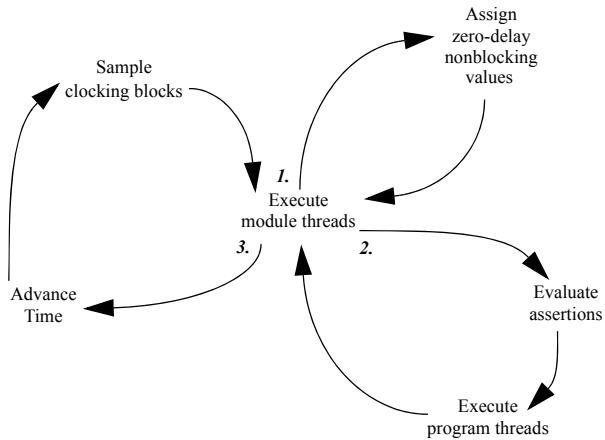 Assign
zero-delay
nonblocking
values
Sample
clocking blocks
1.
Execute
module threads
3.
2.
Advance
Time
Evaluate
assertions
Execute
program threads